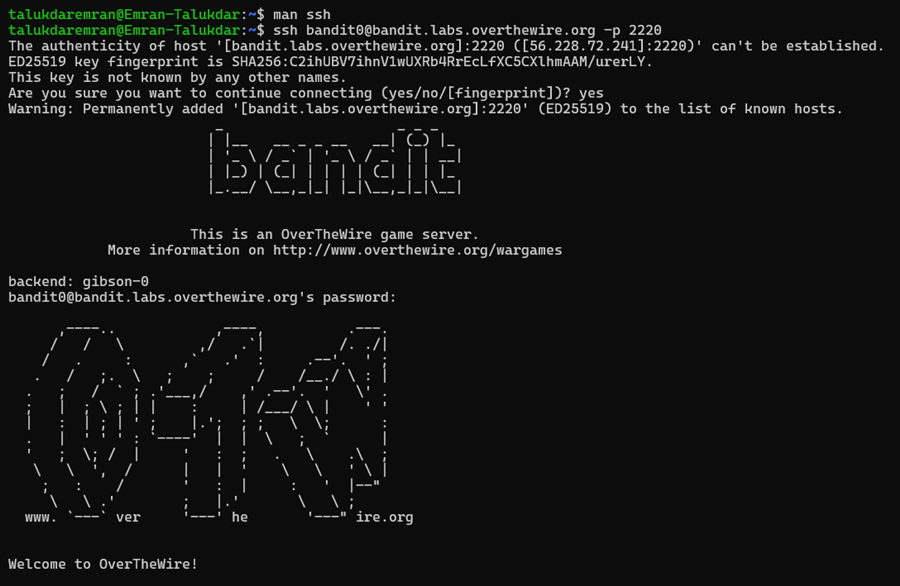 talukdaremran@Emran-Talukdar:~$ man ssh
talukdaremran@Emran-Talukdar:~$ ssh bandit0@bandit.labs.overthewire.org -p 2220
The authenticity of host '[bandit.labs.overthewire.org]:2220 ([56.228.72.241]:2220)' can't be established.
ED25519 key fingerprint is SHA256:C2ihUBV7ihnV1wUXRb4RrEcLfXC5CXlhmAAM/urerLY.
This key is not known by any other names.
Are you sure you want to continue connecting (yes/no/[fingerprint])? yes
Warning: Permanently added '[bandit.labs.overthewire.org]:2220' (ED25519) to the list of known hosts.
bandit
This is an OverTheWire game server.
More information on http://www.overthewire.org/wargames
backend: gibson-0
bandit0@bandit.labs.overthewire.org's password:
www. ver he ire.org
Welcome to OverTheWire!